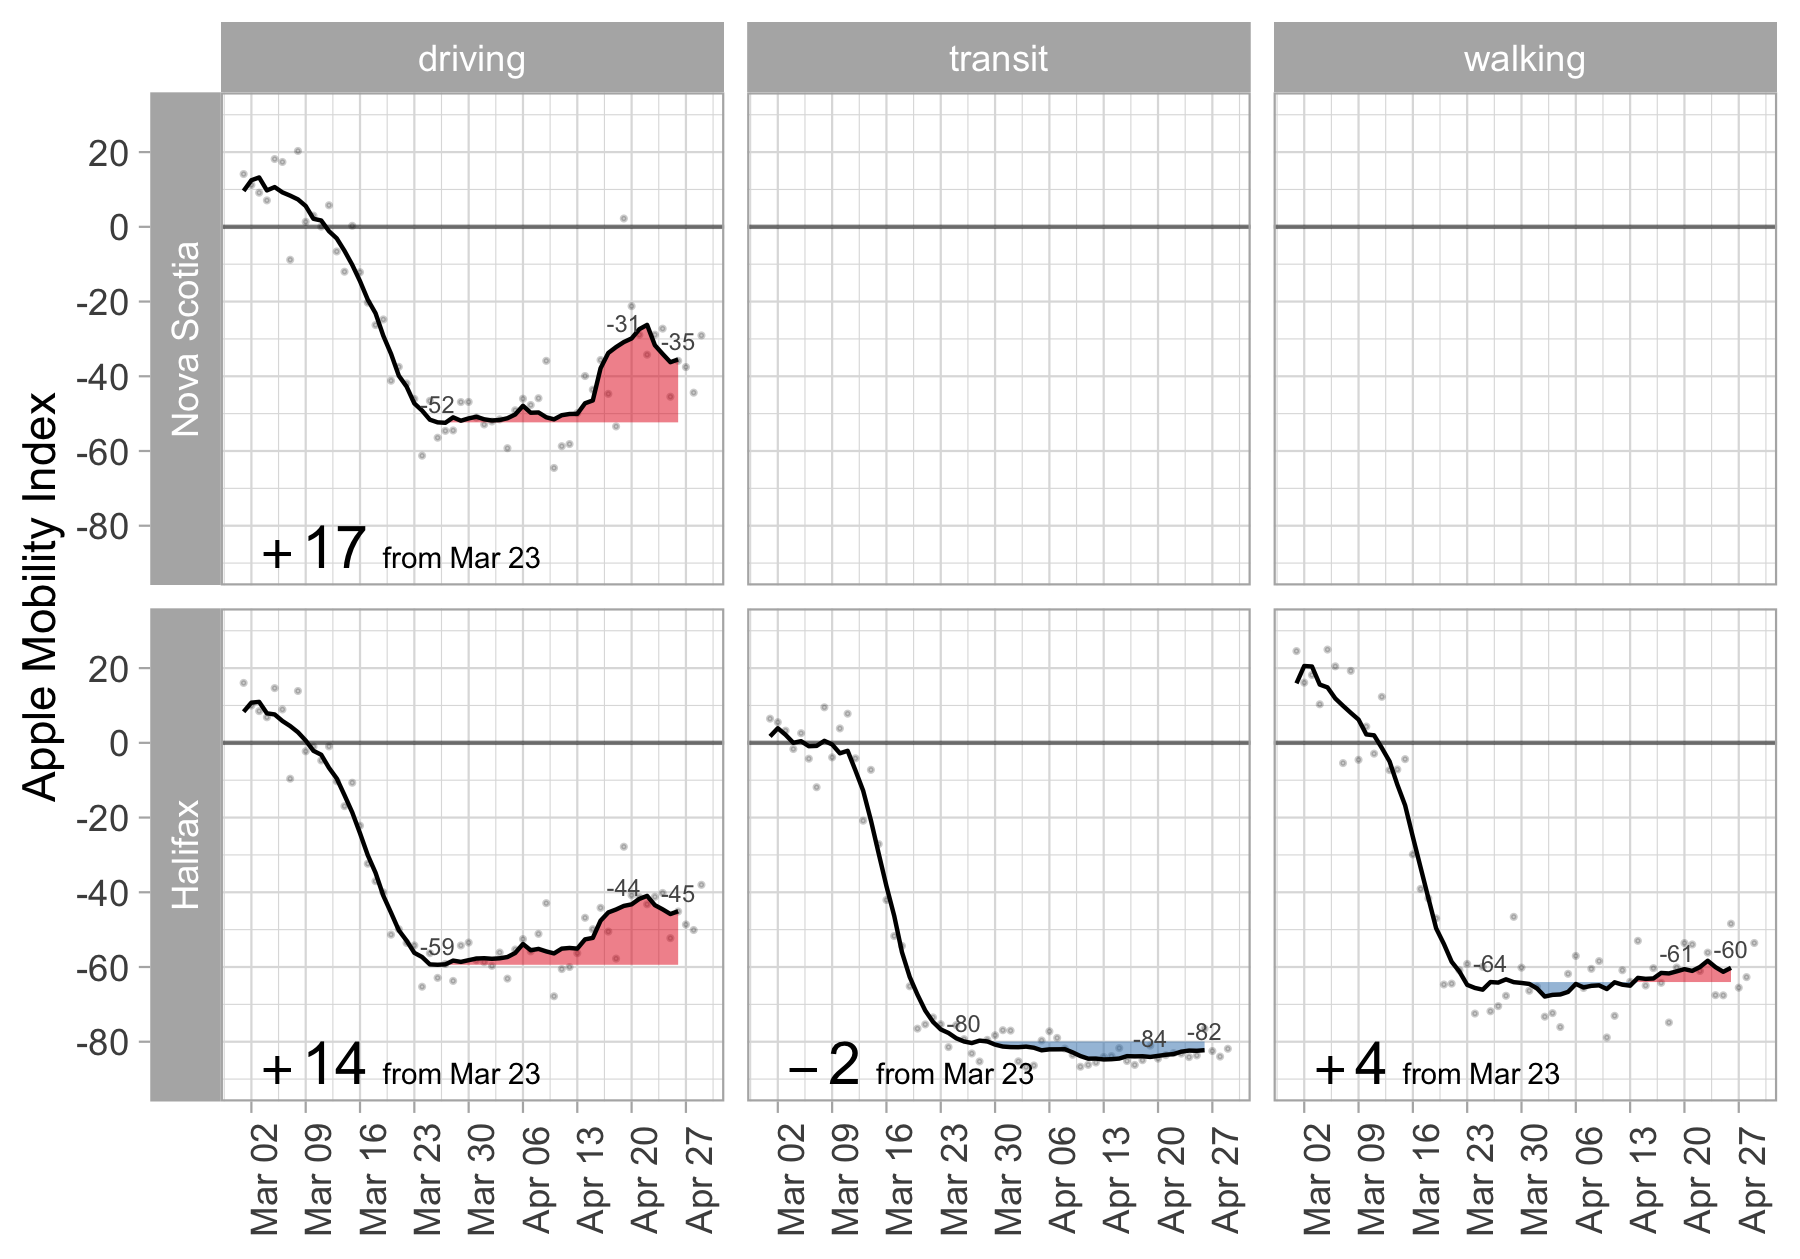 driving
transit
walking
Apple Mobility Index
Nova Scotia
20
0
-20
-40
-60
-80
-52
-31
-35
+17 from Mar 23
Halifax
20
0
-20
-40
-60
-80
-59
-44
-45
+14 from Mar 23
-80
-84
-82
−2 from Mar 23
-64
-61
-60
+4 from Mar 23
Mar 02
Mar 09
Mar 16
Mar 23
Mar 30
Apr 06
Apr 13
Apr 20
Apr 27
Mar 02
Mar 09
Mar 16
Mar 23
Mar 30
Apr 06
Apr 13
Apr 20
Apr 27
Mar 02
Mar 09
Mar 16
Mar 23
Mar 30
Apr 06
Apr 13
Apr 20
Apr 27